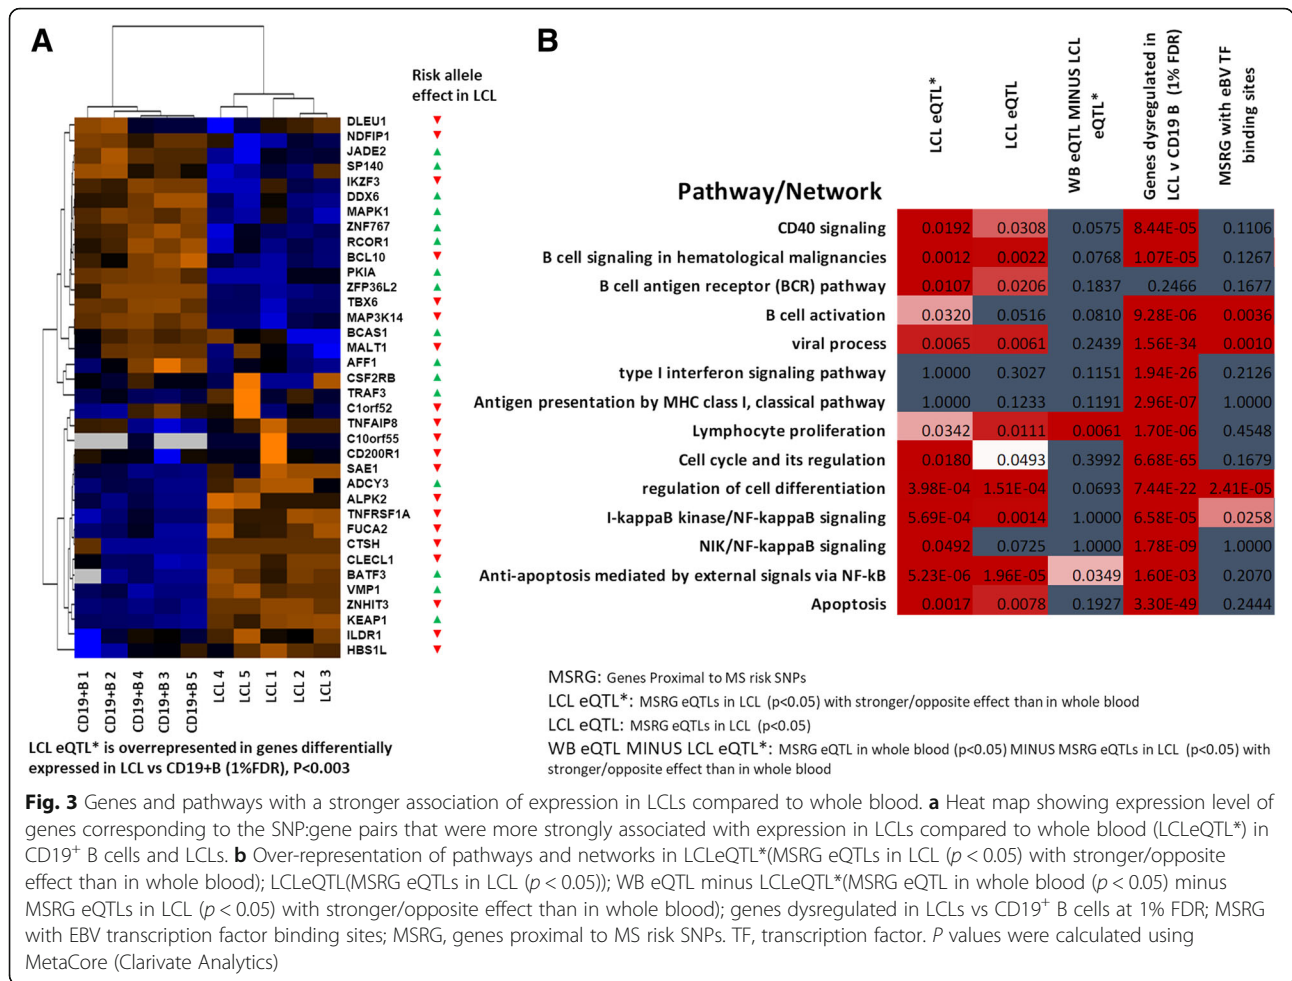 A
Risk allele
effect in LCL
DLEU1
NDFIP1
JADE2
SP140
IKZF3
DDX6
MAPK1
ZNF767
RCOR1
BCL10
PKIA
ZFP36L2
TBX6
MAP3K14
BCAS1
MALT1
AFF1
CSF2RB
TRAF3
C1orf52
TNFAIP8
C10orf55
CD200R1
SAE1
ADCY3
ALPK2
TNFRSF1A
FUCA2
CTSH
CLECL1
BATF3
VMP1
ZNHIT3
KEAP1
ILDR1
HBS1L
CD19+B 1
CD19+B 2
CD19+B 4
CD19+B 3
CD19+B 5
LCL 4
LCL 5
LCL 1
LCL 2
LCL 3
LCL eQTL* is overrepresented in genes differentially
expressed in LCL vs CD19+B (1%FDR), P<0.003
B
Pathway/Network
LCL eQTL*
LCL eQTL
WB eQTL MINUS LCL
eQTL*
Genes dysregulated in
LCL v CD19 B (1% FDR)
MSRG with eBV TF
binding sites
CD40 signaling 0.0192 0.0308 0.0575 8.44E-05 0.1106
B cell signaling in hematological malignancies 0.0012 0.0022 0.0768 1.07E-05 0.1267
B cell antigen receptor (BCR) pathway 0.0107 0.0206 0.1837 0.2466 0.1677
B cell activation 0.0320 0.0516 0.0810 9.28E-06 0.0036
viral process 0.0065 0.0061 0.2439 1.56E-34 0.0010
type I interferon signaling pathway 1.0000 0.3027 0.1151 1.94E-26 0.2126
Antigen presentation by MHC class I, classical pathway 1.0000 0.1233 0.1191 2.96E-07 1.0000
Lymphocyte proliferation 0.0342 0.0111 0.0061 1.70E-06 0.4548
Cell cycle and its regulation 0.0180 0.0493 0.3992 6.68E-65 0.1679
regulation of cell differentiation 3.98E-04 1.51E-04 0.0693 7.44E-22 2.41E-05
I-kappaB kinase/NF-kappaB signaling 5.69E-04 0.0014 1.0000 6.58E-05 0.0258
NIK/NF-kappaB signaling 0.0492 0.0725 1.0000 1.78E-09 1.0000
Anti-apoptosis mediated by external signals via NF-kB 5.23E-06 1.96E-05 0.0349 1.60E-03 0.2070
Apoptosis 0.0017 0.0078 0.1927 3.30E-49 0.2444
MSRG: Genes Proximal to MS risk SNPs
LCL eQTL*: MSRG eQTLs in LCL (p<0.05) with stronger/opposite effect than in whole blood
LCL eQTL: MSRG eQTLs in LCL (p<0.05)
WB eQTL MINUS LCL eQTL*: MSRG eQTL in whole blood (p<0.05) MINUS MSRG eQTLs in LCL (p<0.05) with
stronger/opposite effect than in whole blood
Fig. 3 Genes and pathways with a stronger association of expression in LCLs compared to whole blood. a Heat map showing expression level of
genes corresponding to the SNP:gene pairs that were more strongly associated with expression in LCLs compared to whole blood (LCLeQTL*) in
CD19+ B cells and LCLs. b Over-representation of pathways and networks in LCLeQTL*(MSRG eQTLs in LCL (p < 0.05) with stronger/opposite
effect than in whole blood); LCLeQTL(MSRG eQTLs in LCL (p < 0.05)); WB eQTL minus LCLeQTL*(MSRG eQTL in whole blood (p < 0.05) minus
MSRG eQTLs in LCL (p < 0.05) with stronger/opposite effect than in whole blood); genes dysregulated in LCLs vs CD19+ B cells at 1% FDR; MSRG
with EBV transcription factor binding sites; MSRG, genes proximal to MS risk SNPs. TF, transcription factor. P values were calculated using
MetaCore (Clarivate Analytics)